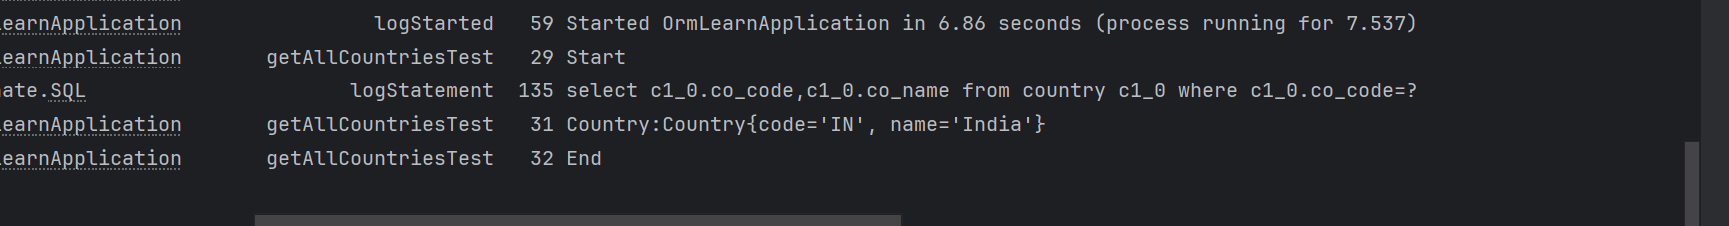 earnApplication logStarted 59 Started OrmLearnApplication in 6.86 seconds (process running for 7.537)
earnApplication getAllCountriesTest 29 Start
ate.SQL logStatement 135 select c1_0.co_code,c1_0.co_name from country c1_0 where c1_0.co_code=?
earnApplication getAllCountriesTest 31 Country:Country{code='IN', name='India'}
earnApplication getAllCountriesTest 32 End